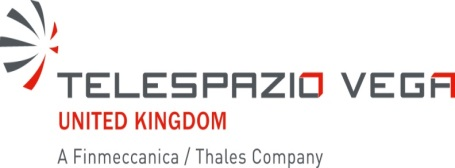 TELESPAZIO VEGA
UNITED KINGDOM
A Finmeccanica / Thales Company